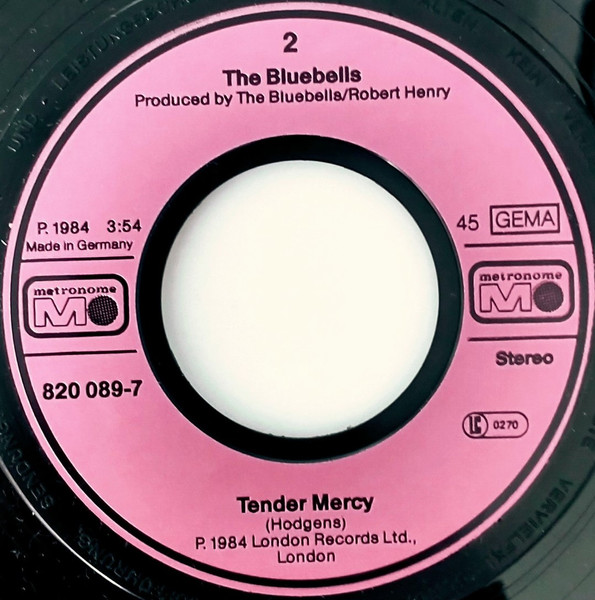 2
The Bluebells
Produced by The Bluebells/Robert Henry
P. 1984 3:54
Made in Germany
45 GEMA
metronome
M
metronome
M
820 089-7
Stereo
LC 0270
Tender Mercy
(Hodgens)
P. 1984 London Records Ltd.,
London